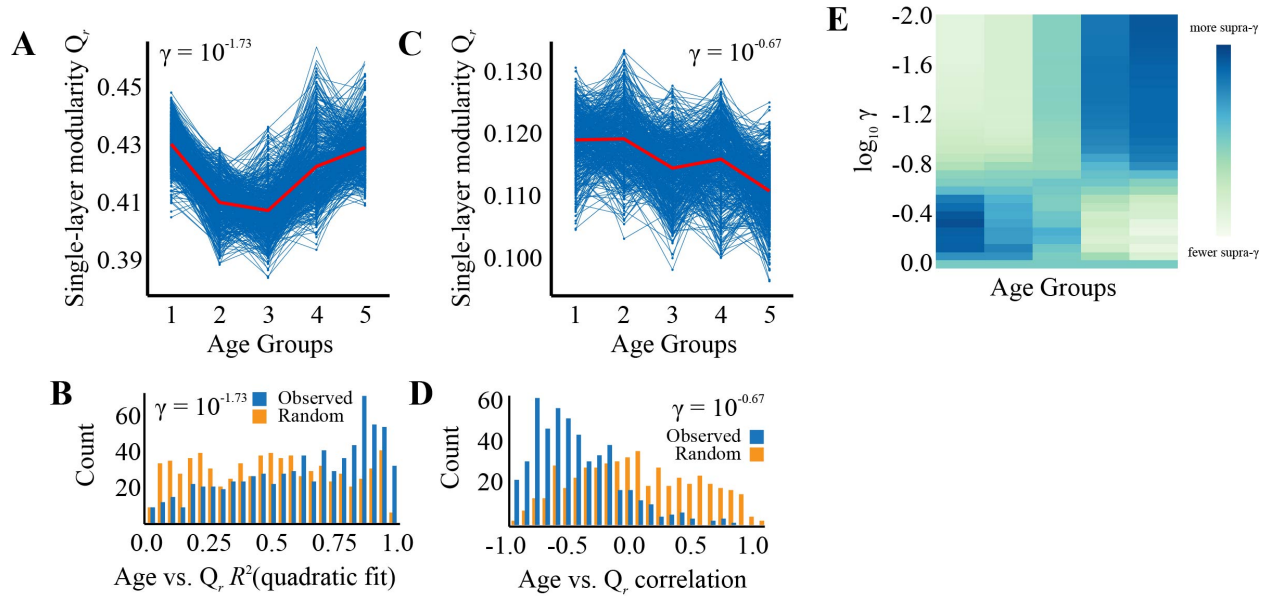 A
Single-layer modularity Qᵣ
γ = 10^-1.73
0.45
0.43
0.41
0.39
1 2 3 4 5
Age Groups
C
Single-layer modularity Qᵣ
γ = 10^-0.67
0.130
0.120
0.110
0.100
1 2 3 4 5
Age Groups
E
log₁₀ γ
-2.0
-1.6
-1.2
-0.8
-0.4
0.0
Age Groups
more supra-γ
fewer supra-γ
B
Count
γ = 10^-1.73
Observed
Random
60
40
20
0.0 0.25 0.5 0.75 1.0
Age vs. Qᵣ R²(quadratic fit)
D
Count
γ = 10^-0.67
Observed
Random
60
40
20
-1.0 -0.5 0.0 0.5 1.0
Age vs. Qᵣ correlation